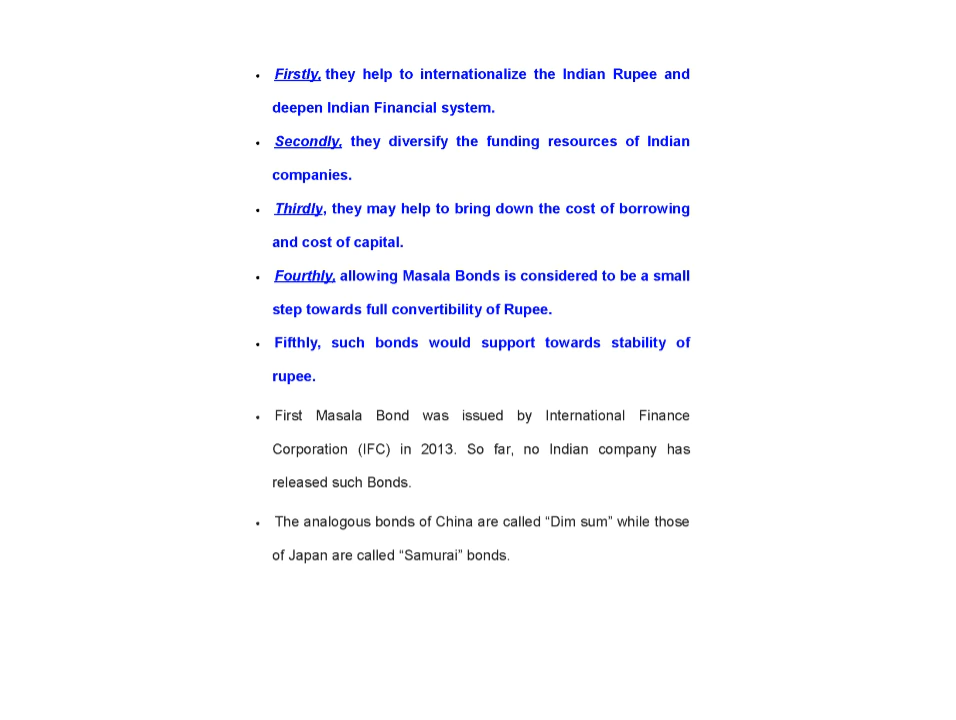 • Firstly, they help to internationalize the Indian Rupee and
deepen Indian Financial system.
• Secondly, they diversify the funding resources of Indian
companies.
• Thirdly, they may help to bring down the cost of borrowing
and cost of capital.
• Fourthly, allowing Masala Bonds is considered to be a small
step towards full convertibility of Rupee.
• Fifthly, such bonds would support towards stability of
rupee.
• First Masala Bond was issued by International Finance
Corporation (IFC) in 2013. So far, no Indian company has
released such Bonds.
• The analogous bonds of China are called “Dim sum” while those
of Japan are called “Samurai” bonds.